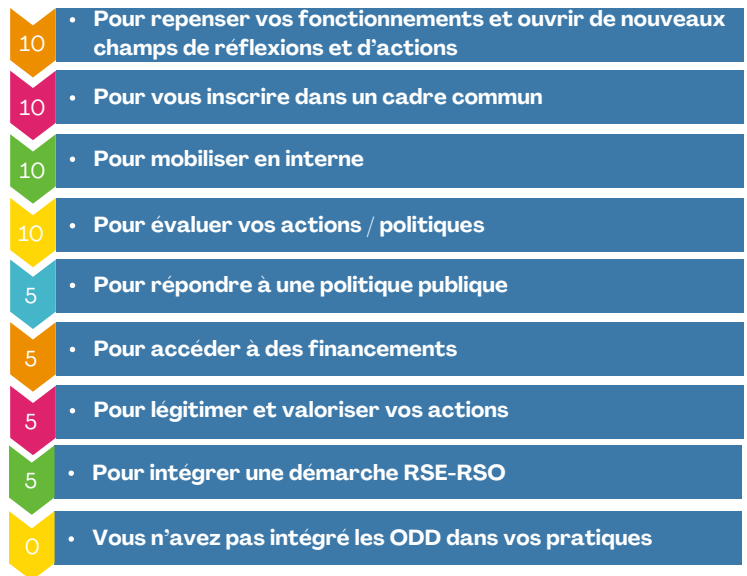 10
• Pour repenser vos fonctionnements et ouvrir de nouveaux
champs de réflexions et d'actions
10
• Pour vous inscrire dans un cadre commun
10
• Pour mobiliser en interne
10
• Pour évaluer vos actions / politiques
5
• Pour répondre à une politique publique
5
• Pour accéder à des financements
5
• Pour légitimer et valoriser vos actions
5
• Pour intégrer une démarche RSE-RSO
0
• Vous n'avez pas intégré les ODD dans vos pratiques